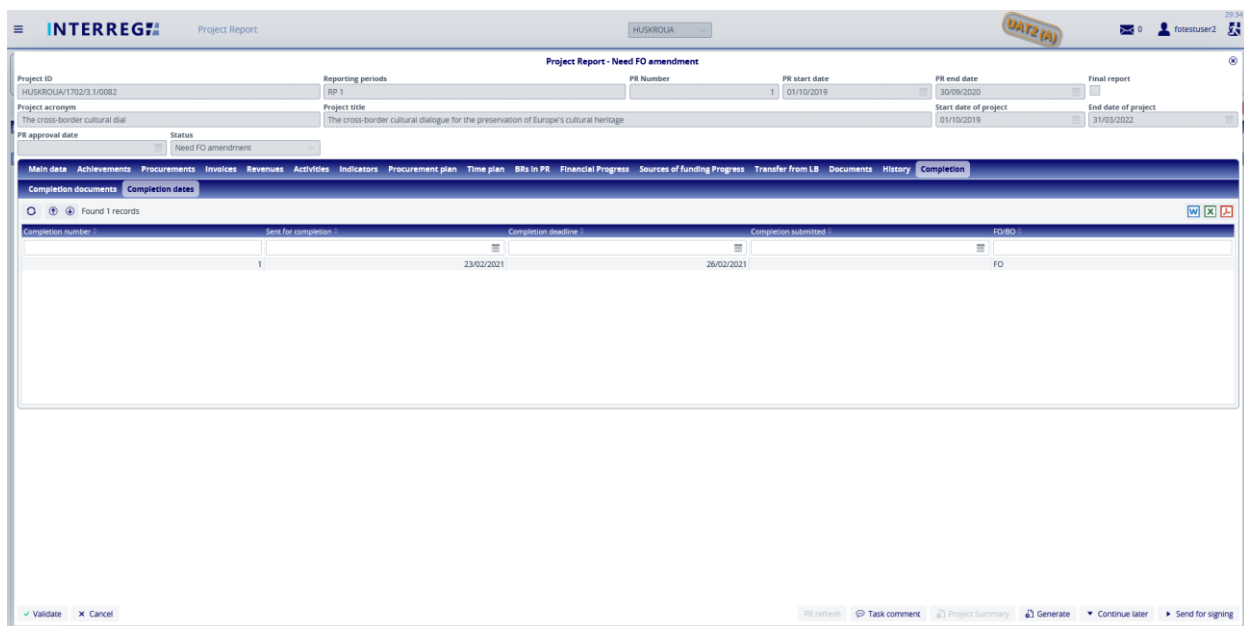 29:34
INTERREG Project Report HUSKROUA UAT2 (A) 0 fotestuser2
Project Report - Need FO amendment
Project ID Reporting periods PR Number PR start date PR end date Final report
HUSKROUA/1702/3.1/0082 RP 1 1 01/10/2019 30/09/2020
Project acronym Project title Start date of project End date of project
The cross-border cultural dial The cross-border cultural dialogue for the preservation of Europe's cultural heritage 01/10/2019 31/03/2022
PR approval date Status
Need FO amendment
Main data Achievements Procurements Invoices Revenues Activities Indicators Procurement plan Time plan BRs in PR Financial Progress Sources of funding Progress Transfer from LB Documents History Completion
Completion documents Completion dates
Found 1 records
Completion number Sent for completion Completion deadline Completion submitted FO/BO
1 23/02/2021 26/02/2021 FO
Validate Cancel PR refresh Task comment Project Summary Generate Continue later Send for signing